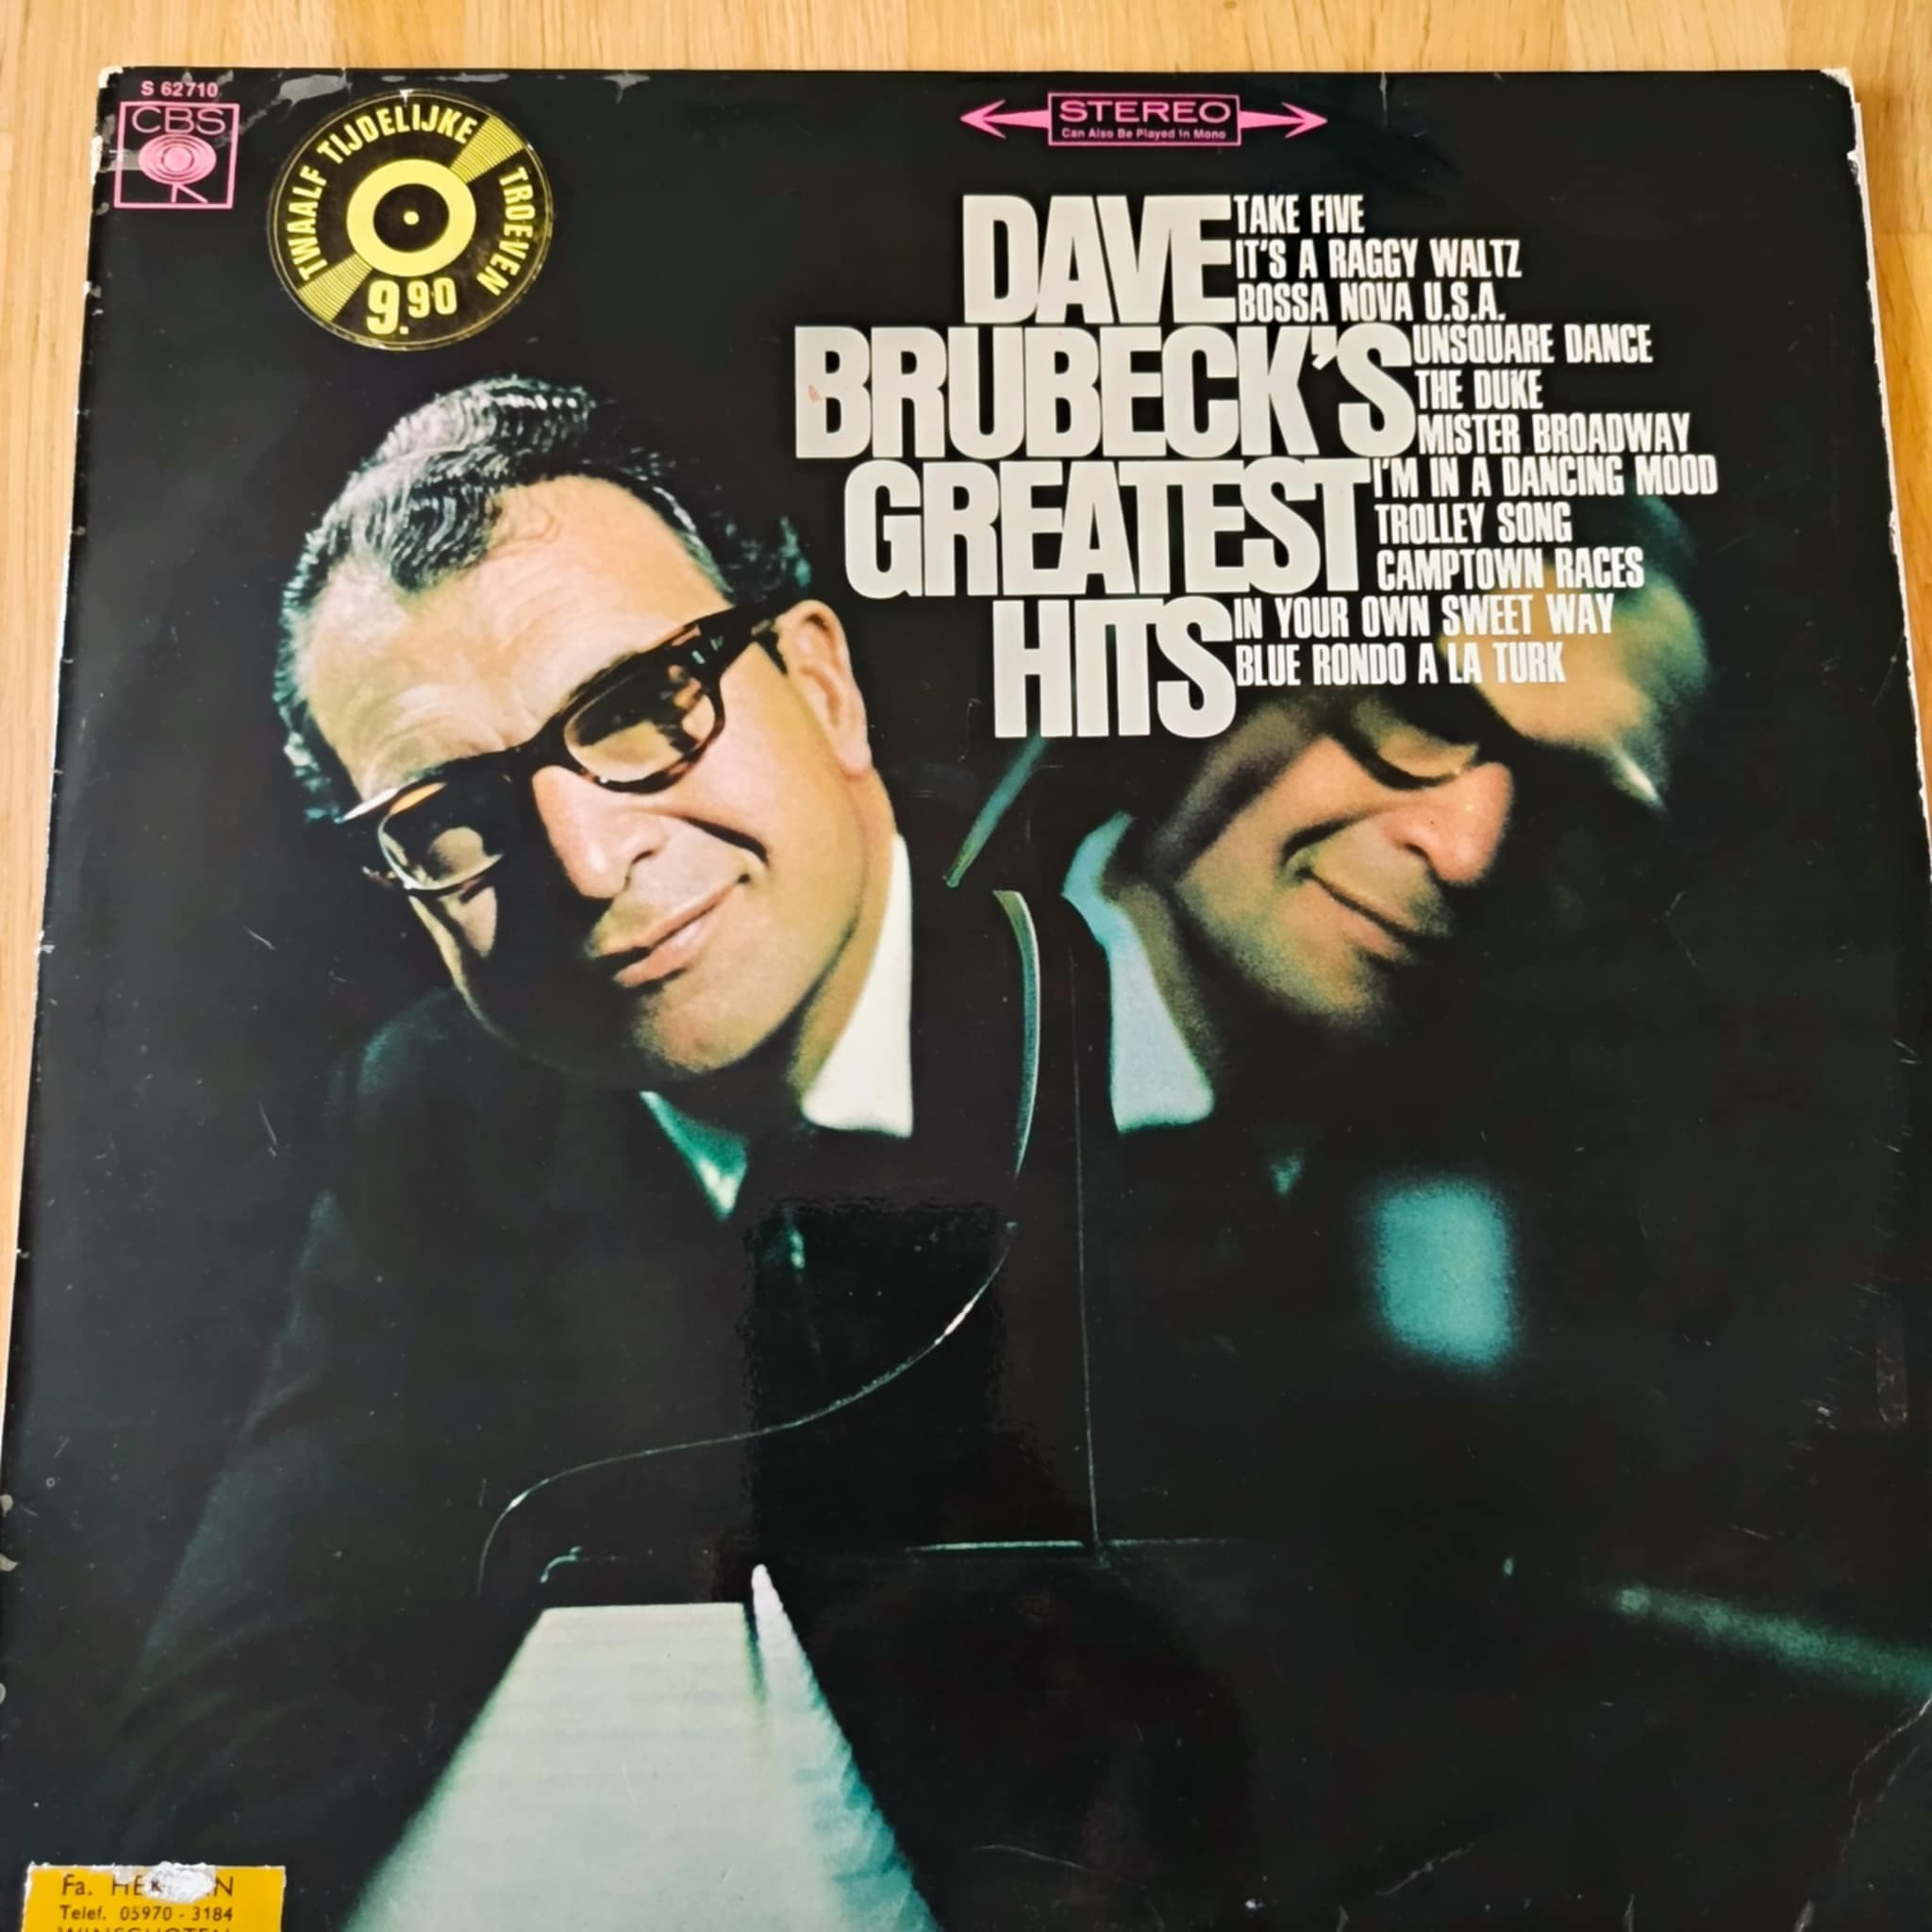 S 62710
CBS
TWAALF TIJDELIJKE TROEVEN
9.90
STEREO
Can Also Be Played In Mono
DAVE
BRUBECK'S
GREATEST
HITS
TAKE FIVE
IT'S A RAGGY WALTZ
BOSSA NOVA U.S.A.
UNSQUARE DANCE
THE DUKE
MISTER BROADWAY
I'M IN A DANCING MOOD
TROLLEY SONG
CAMPTOWN RACES
IN YOUR OWN SWEET WAY
BLUE RONDO A LA TURK
Fa.
Telef. 05970 - 3184
WINSCHOTEN